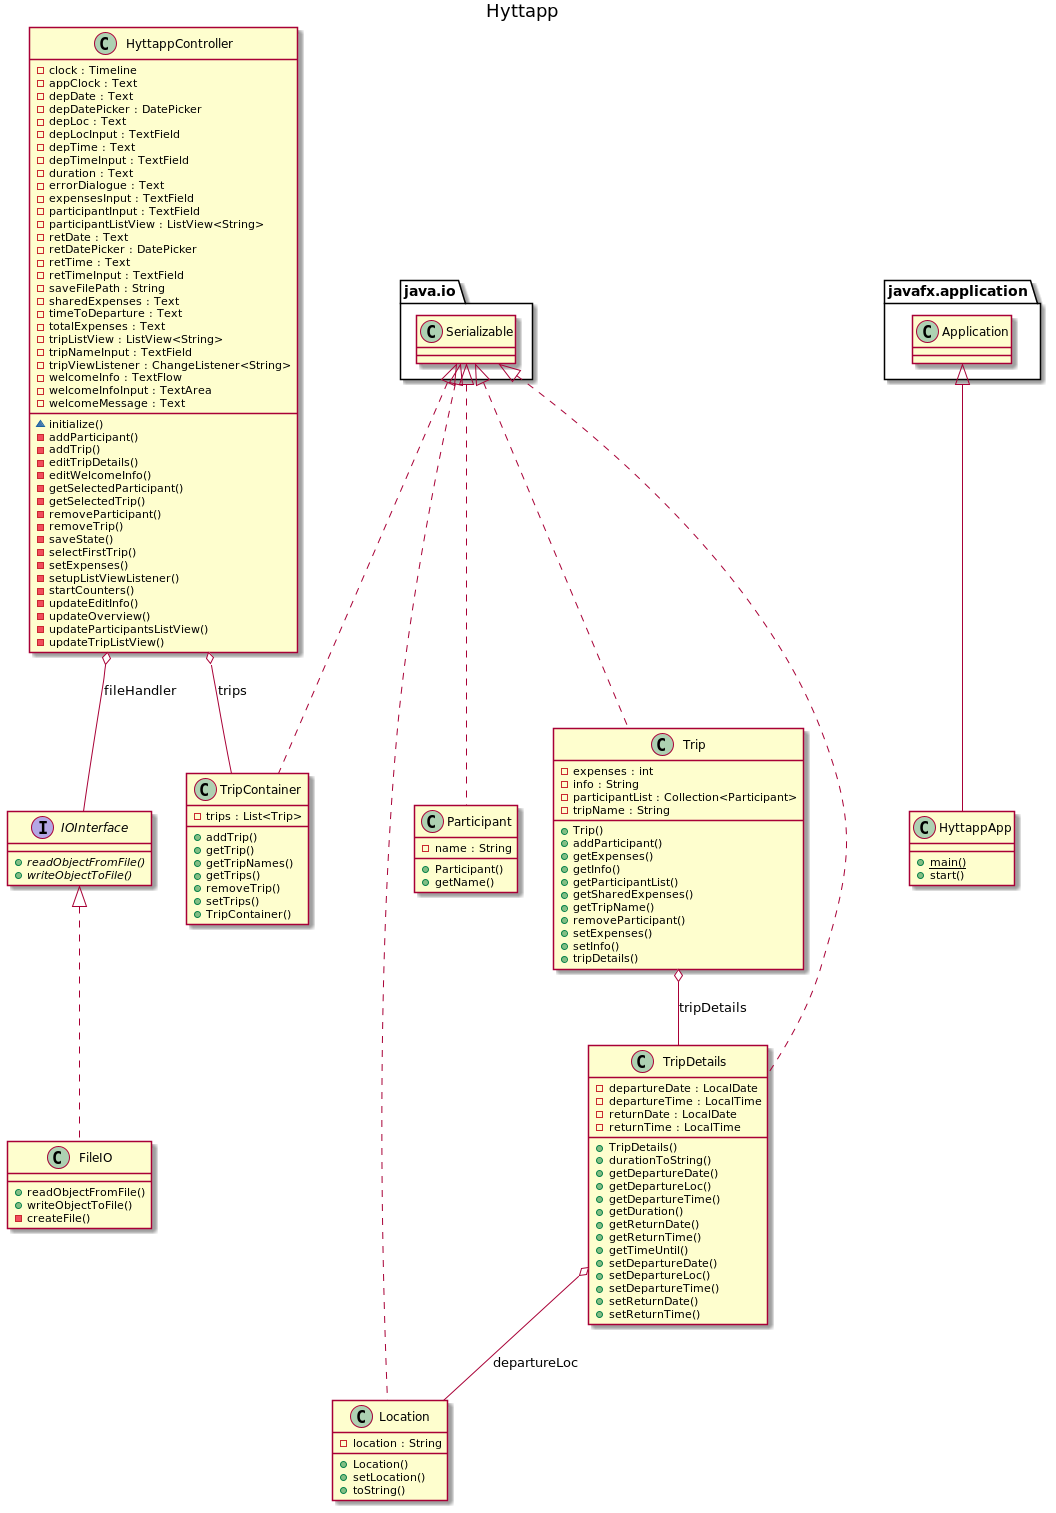 Hyttapp
C HyttappController
clock : Timeline
appClock : Text
depDate : Text
depDatePicker : DatePicker
depLoc : Text
depLocInput : TextField
depTime : Text
depTimeInput : TextField
duration : Text
errorDialogue : Text
expensesInput : TextField
participantInput : TextField
participantListView : ListView<String>
retDate : Text
retDatePicker : DatePicker
retTime : Text
retTimeInput : TextField
saveFilePath : String
sharedExpenses : Text
timeToDeparture : Text
totalExpenses : Text
tripListView : ListView<String>
tripNameInput : TextField
tripViewListener : ChangeListener<String>
welcomeInfo : TextFlow
welcomeInfoInput : TextArea
welcomeMessage : Text
initialize()
addParticipant()
addTrip()
editTripDetails()
editWelcomeInfo()
getSelectedParticipant()
getSelectedTrip()
removeParticipant()
removeTrip()
saveState()
selectFirstTrip()
setExpenses()
setupListViewListener()
startCounters()
updateEditInfo()
updateOverview()
updateParticipantsListView()
updateTripListView()
java.io
C Serializable
javafx.application
C Application
fileHandler
trips
I IOInterface
readObjectFromFile()
writeObjectToFile()
C TripContainer
trips : List<Trip>
addTrip()
getTrip()
getTripNames()
getTrips()
removeTrip()
setTrips()
TripContainer()
C Participant
name : String
Participant()
getName()
C Trip
expenses : int
info : String
participantList : Collection<Participant>
tripName : String
Trip()
addParticipant()
getExpenses()
getInfo()
getParticipantList()
getSharedExpenses()
getTripName()
removeParticipant()
setExpenses()
setInfo()
tripDetails()
C HyttappApp
main()
start()
tripDetails
C FileIO
readObjectFromFile()
writeObjectToFile()
createFile()
C TripDetails
departureDate : LocalDate
departureTime : LocalTime
returnDate : LocalDate
returnTime : LocalTime
TripDetails()
durationToString()
getDepartureDate()
getDepartureLoc()
getDepartureTime()
getDuration()
getReturnDate()
getReturnTime()
getTimeUntil()
setDepartureDate()
setDepartureLoc()
setDepartureTime()
setReturnDate()
setReturnTime()
departureLoc
C Location
location : String
Location()
setLocation()
toString()